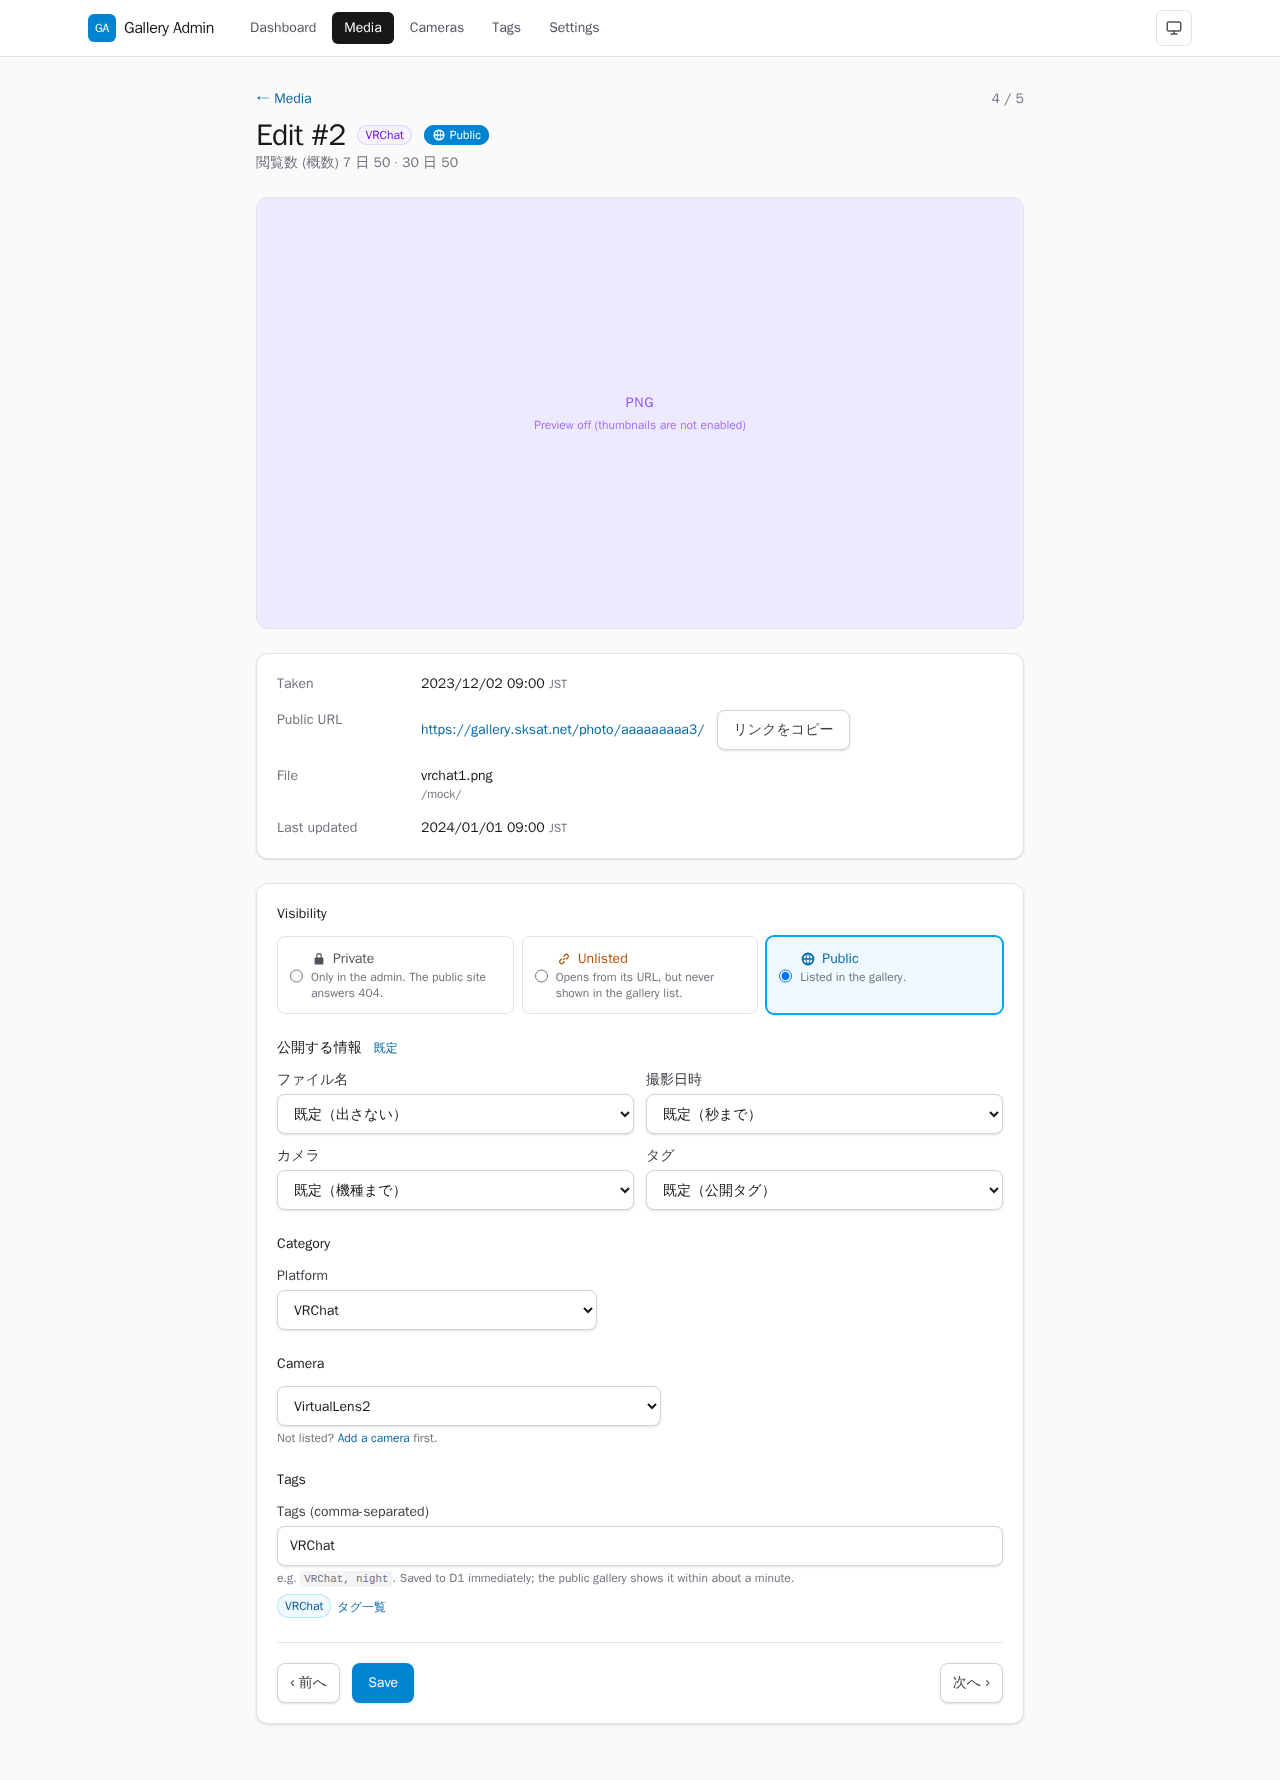 GA Gallery Admin Dashboard Media Cameras Tags Settings
← Media
4 / 5
Edit #2 VRChat Public
閲覧数 (概数) 7 日 50 · 30 日 50
PNG
Preview off (thumbnails are not enabled)
Taken 2023/12/02 09:00 JST
Public URL https://gallery.sksat.net/photo/aaaaaaaaa3/ リンクをコピー
File vrchat1.png
/mock/
Last updated 2024/01/01 09:00 JST
Visibility
Private
Only in the admin. The public site
answers 404.
Unlisted
Opens from its URL, but never
shown in the gallery list.
Public
Listed in the gallery.
公開する情報 既定
ファイル名
既定（出さない）
撮影日時
既定（秒まで）
カメラ
既定（機種まで）
タグ
既定（公開タグ）
Category
Platform
VRChat
Camera
VirtualLens2
Not listed? Add a camera first.
Tags
Tags (comma-separated)
VRChat
e.g. VRChat, night. Saved to D1 immediately; the public gallery shows it within about a minute.
VRChat タグ一覧
‹ 前へ Save 次へ ›